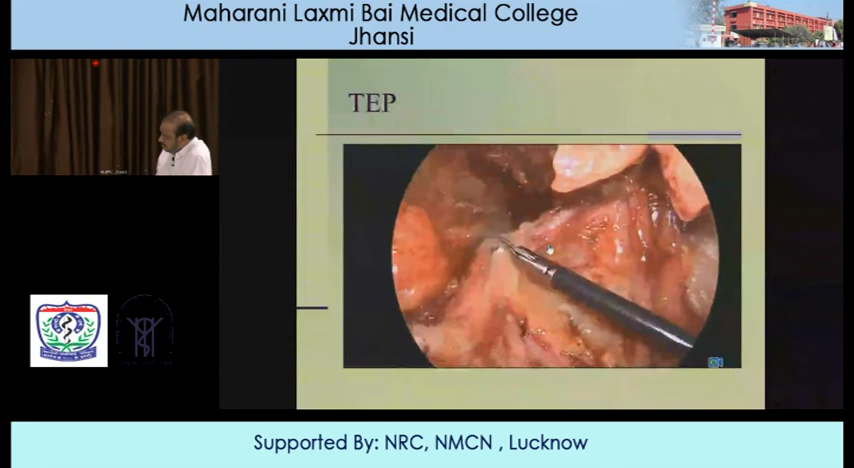 Maharani Laxmi Bai Medical College
Jhansi
TEP
Supported By: NRC, NMCN , Lucknow